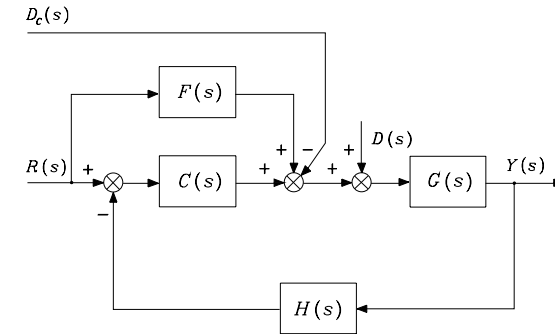 D_c(s)
F(s)
+ − + D(s)
R(s) + C(s) + + G(s) Y(s)
−
H(s)